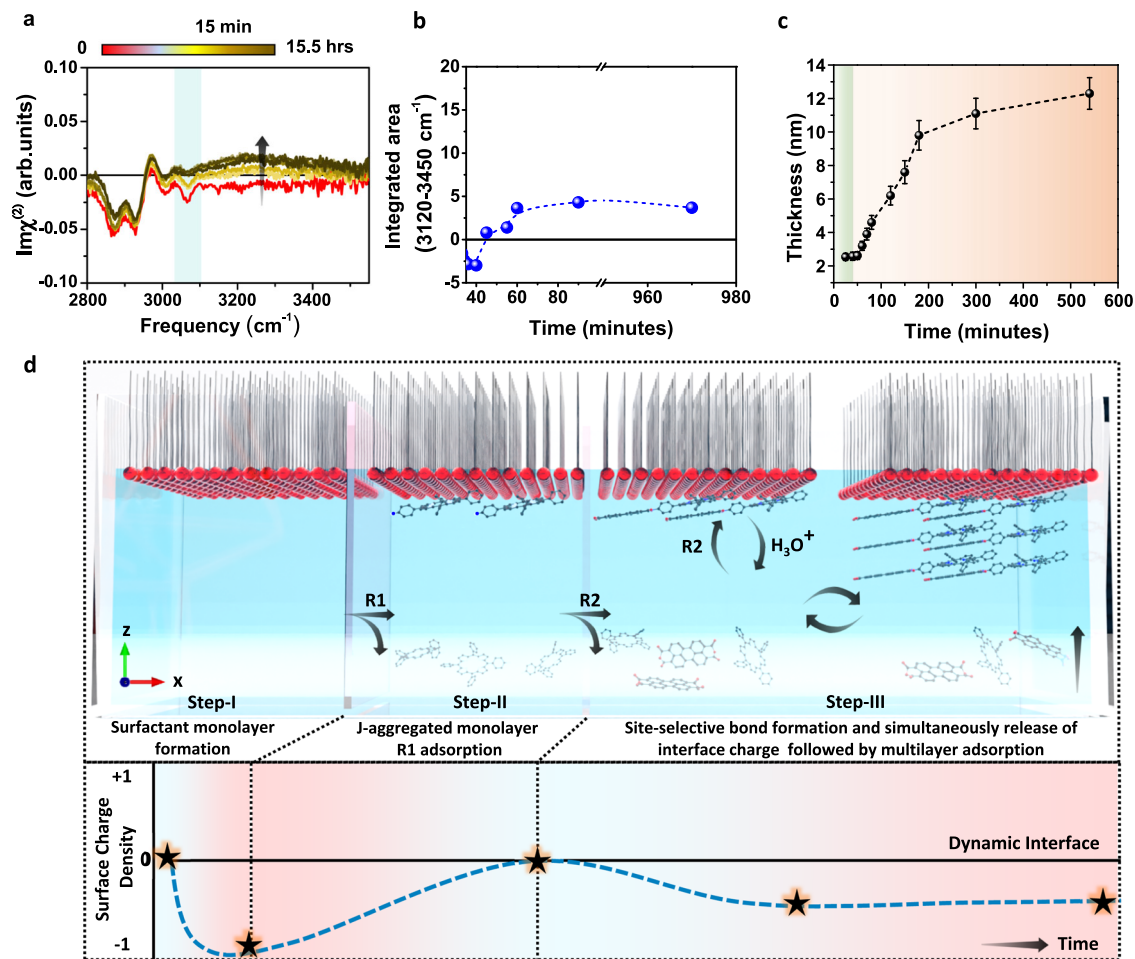 a
15 min
0
15.5 hrs
Imχ(2) (arb.units)
0.10
0.05
0.00
-0.05
-0.10
2800
3000
3200
3400
Frequency (cm-1)
b
Integrated area
(3120-3450 cm-1)
20
15
10
5
0
-5
40
60
80
960
980
Time (minutes)
c
Thickness (nm)
14
12
10
8
6
4
2
0
100
200
300
400
500
600
Time (minutes)
d
R1
R2
R2
H3O+
z
x
Step-I
Step-II
Step-III
Surfactant monolayer
formation
J-aggregated monolayer
R1 adsorption
Site-selective bond formation and simultaneously release of
interface charge followed by multilayer adsorption
Surface Charge
Density
+1
0
-1
Dynamic Interface
Time